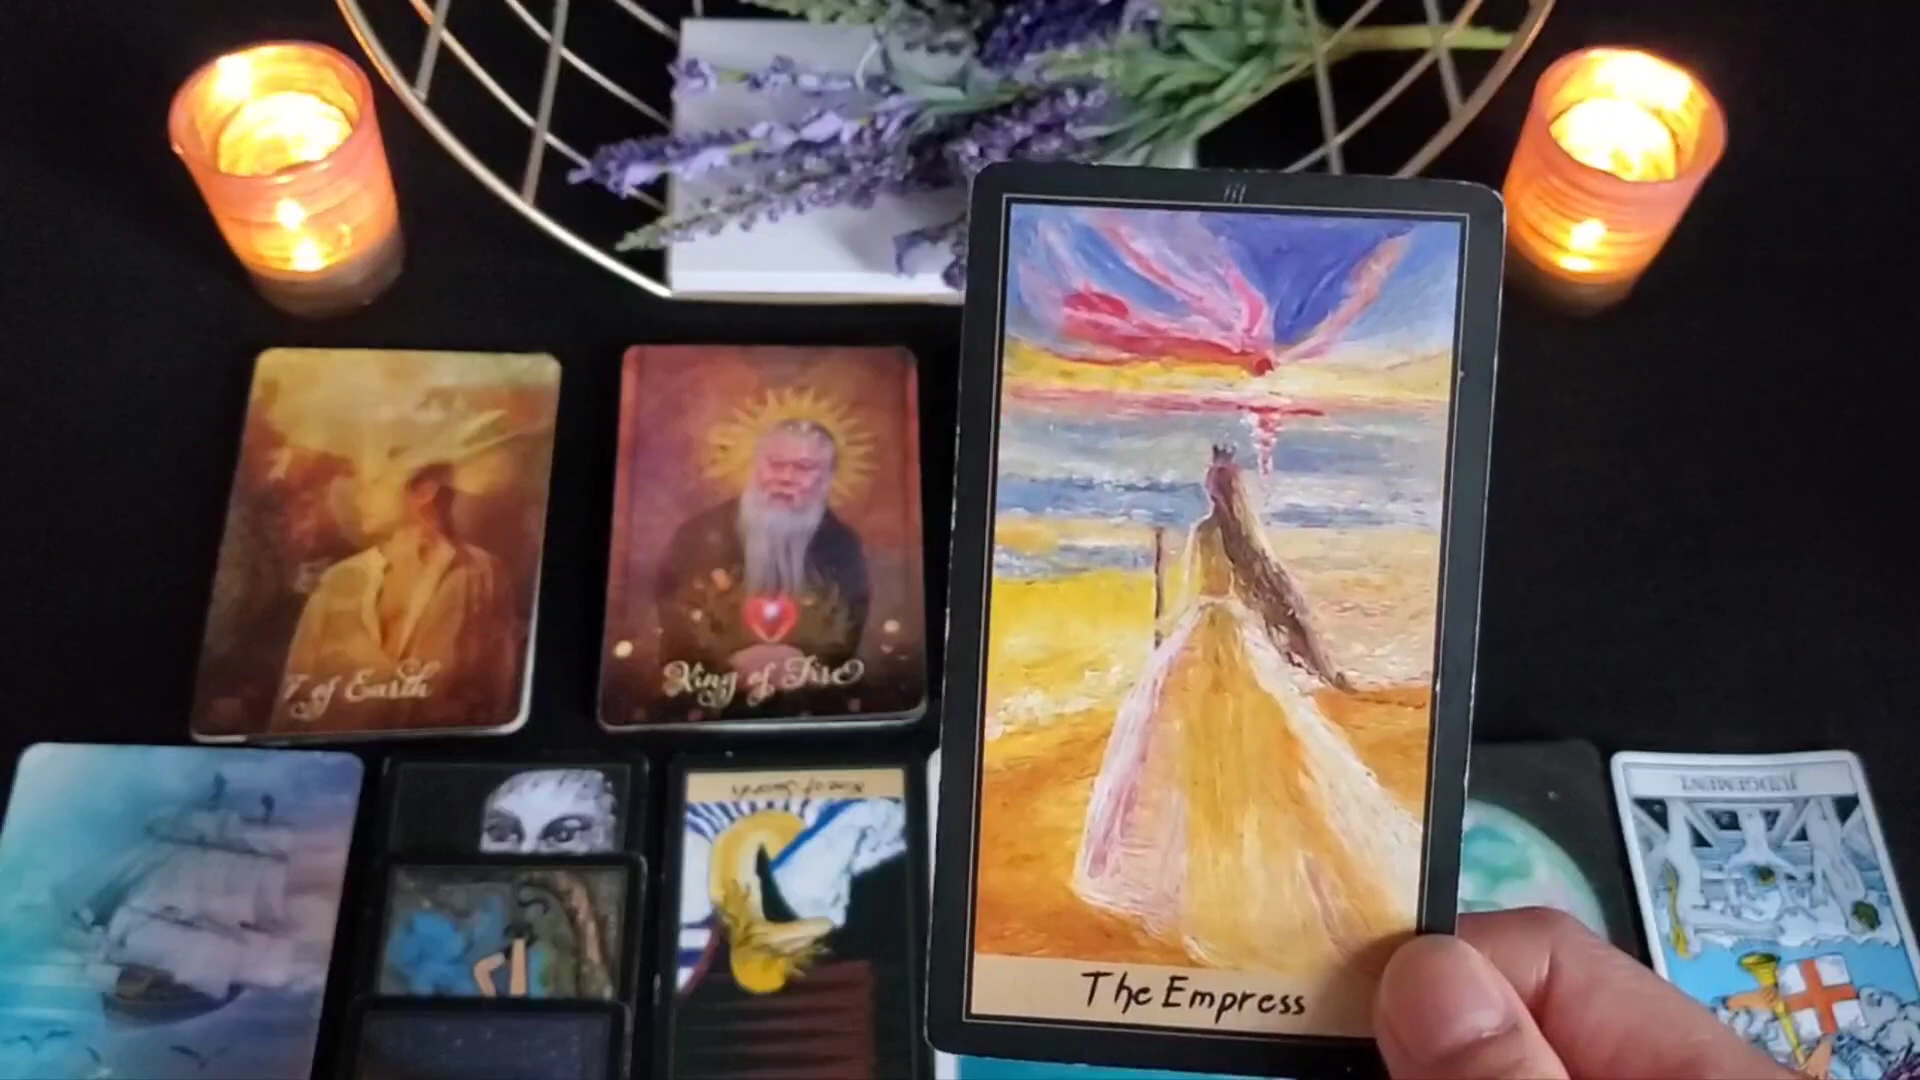 III
7 of Earth
King of Fire
JUDGEMENT
The Empress